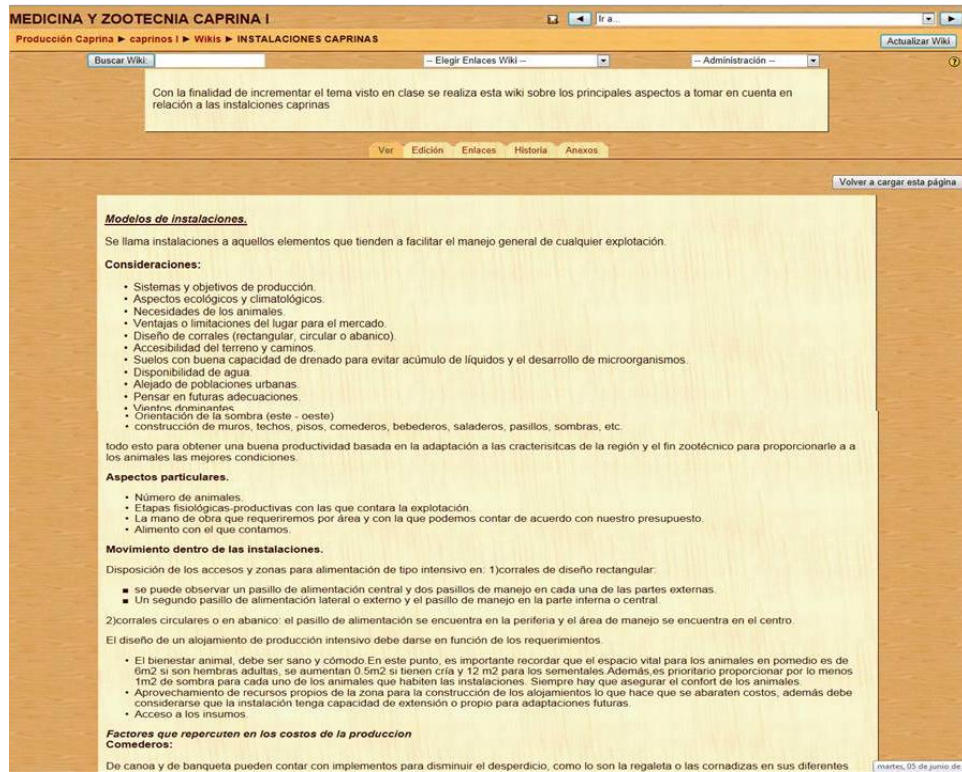 MEDICINA Y ZOOTECNIA CAPRINA I
Ir a...
Producción Caprina ► caprinos I ► Wikis ► INSTALACIONES CAPRINAS
Actualizar Wiki
Buscar Wiki:
-- Elegir Enlaces Wiki --
-- Administración --
Con la finalidad de incrementar el tema visto en clase se realiza esta wiki sobre los principales aspectos a tomar en cuenta en
relación a las instalciones caprinas
Ver Edición Enlaces Historia Anexos
Volver a cargar esta página
Modelos de instalaciones.
Se llama instalaciones a aquellos elementos que tienden a facilitar el manejo general de cualquier explotación.
Consideraciones:
• Sistemas y objetivos de producción.
• Aspectos ecológicos y climatológicos.
• Necesidades de los animales.
• Ventajas o limitaciones del lugar para el mercado.
• Diseño de corrales (rectangular, circular o abanico).
• Accesibilidad del terreno y caminos.
• Suelos con buena capacidad de drenado para evitar acúmulo de líquidos y el desarrollo de microorganismos.
• Disponibilidad de agua.
• Alejado de poblaciones urbanas.
• Pensar en futuras adecuaciones.
• Vientos dominantes
• Orientación de la sombra (este - oeste)
• construcción de muros, techos, pisos, comederos, bebederos, saladeros, pasillos, sombras, etc.
todo esto para obtener una buena productividad basada en la adaptación a las cracterisitcas de la región y el fin zootécnico para proporcionarle a a
los animales las mejores condiciones.
Aspectos particulares.
• Número de animales.
• Etapas fisiológicas-productivas con las que contara la explotación.
• La mano de obra que requeriremos por área y con la que podemos contar de acuerdo con nuestro presupuesto.
• Alimento con el que contamos.
Movimiento dentro de las instalaciones.
Disposición de los accesos y zonas para alimentación de tipo intensivo en: 1)corrales de diseño rectangular:
▪ se puede observar un pasillo de alimentación central y dos pasillos de manejo en cada una de las partes externas.
▪ Un segundo pasillo de alimentación lateral o externo y el pasillo de manejo en la parte interna o central.
2)corrales circulares o en abanico: el pasillo de alimentación se encuentra en la periferia y el área de manejo se encuentra en el centro.
El diseño de un alojamiento de producción intensivo debe darse en función de los requerimientos.
• El bienestar animal, debe ser sano y cómodo.En este punto, es importante recordar que el espacio vital para los animales en pomedio es de
6m2 si son hembras adultas, se aumentan 0.5m2 si tienen cría y 12 m2 para los sementales.Además,es prioritario proporcionar por lo menos
1m2 de sombra para cada uno de los animales que habiten las instalaciones. Siempre hay que asegurar el confort de los animales.
• Aprovechamiento de recursos propios de la zona para la construcción de los alojamientos lo que hace que se abaraten costos, además debe
considerarse que la instalación tenga capacidad de extensión o propio para adaptaciones futuras.
• Acceso a los insumos.
Factores que repercuten en los costos de la produccion
Comederos:
De canoa y de banqueta pueden contar con implementos para disminuir el desperdicio, como lo son la regaleta o las cornadizas en sus diferentes
martes, 05 de junio de